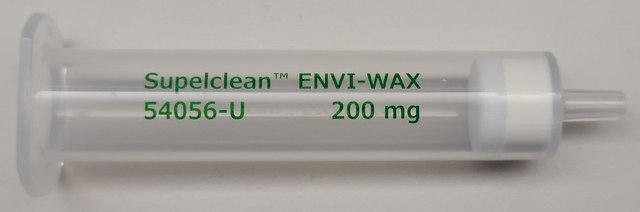 Supelclean™ ENVI-WAX
54056-U 200 mg